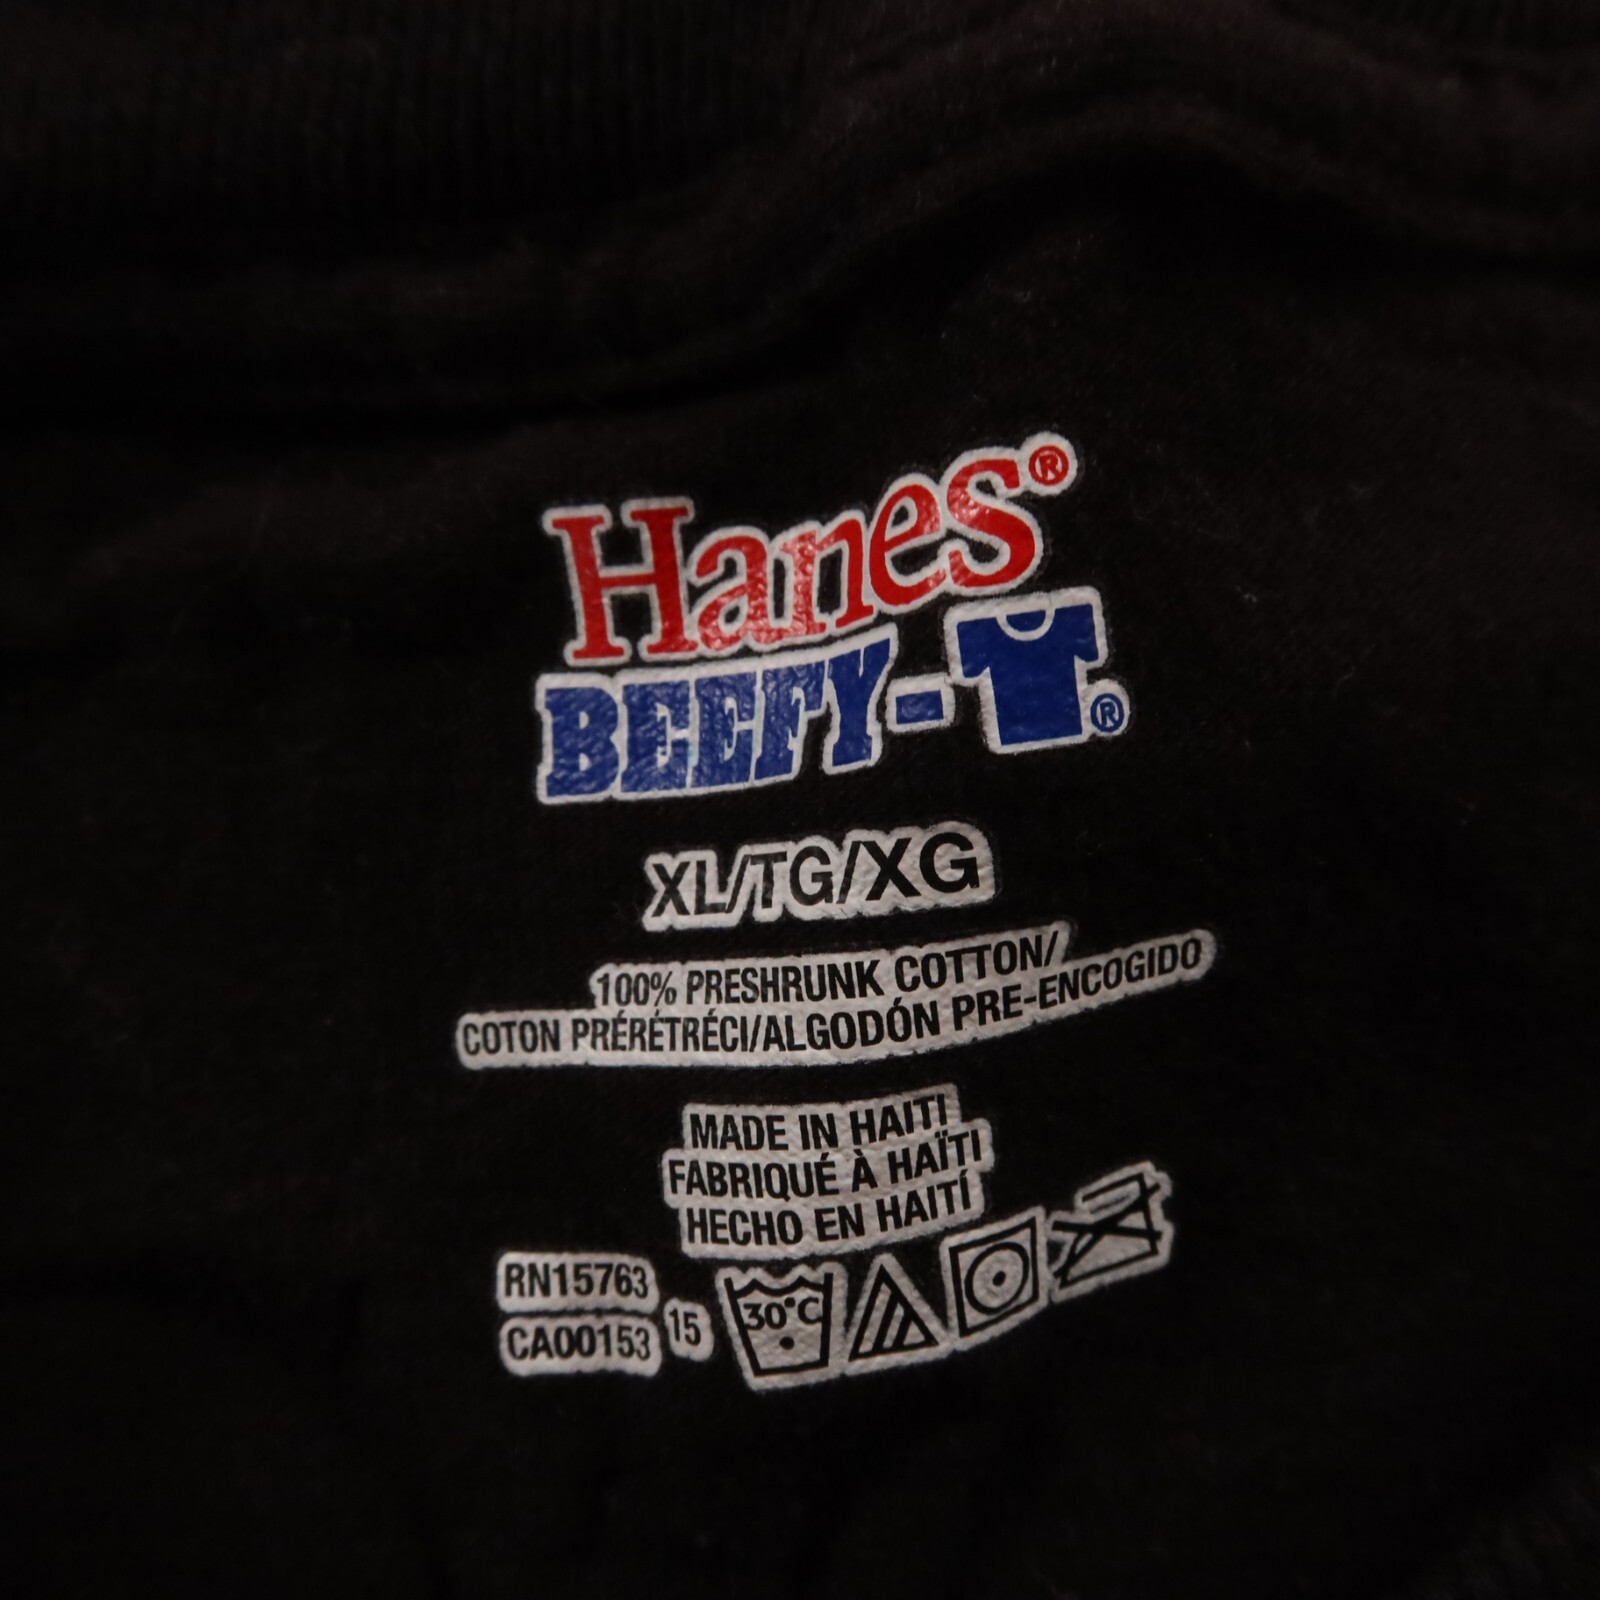 Hanes®
BEEFY-T®
XL/TG/XG
100% PRESHRUNK COTTON/
COTON PRÉRÉTRÉCI/ALGODÓN PRE-ENCOGIDO
MADE IN HAITI
FABRIQUÉ À HAÏTI
HECHO EN HAITÍ
RN15763
CA00153 15
30°C